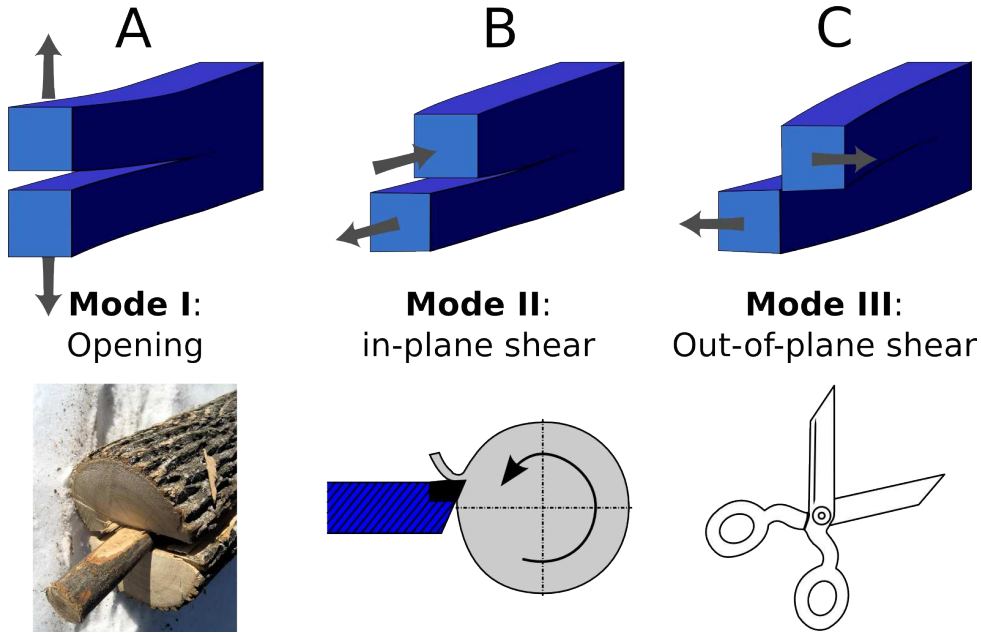 A
B
C
Mode I:
Opening
Mode II:
in-plane shear
Mode III:
Out-of-plane shear